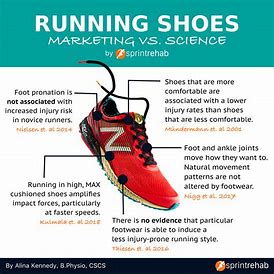 RUNNING SHOES
MARKETING VS. SCIENCE
by sprintrehab
Foot pronation is
not associated with
increased injury risk
in novice runners.
Nielsen et. al 2014
Shoes that are more
comfortable are
associated with a lower
injury rates than shoes
that are less comfortable.
Mündermann et. al 2001
Foot and ankle joints
move how they want to.
Natural movement
patterns are not
altered by footwear.
Nigg et. al. 2017
Running in high, MAX
cushioned shoes amplifies
impact forces, particularly
at faster speeds.
Kulmala et. al 2018
There is no evidence that particular
footwear is able to induce a
less injury-prone running style.
Thiesen et. al 2016
By Alina Kennedy, B.Physio, CSCS
sprintrehab